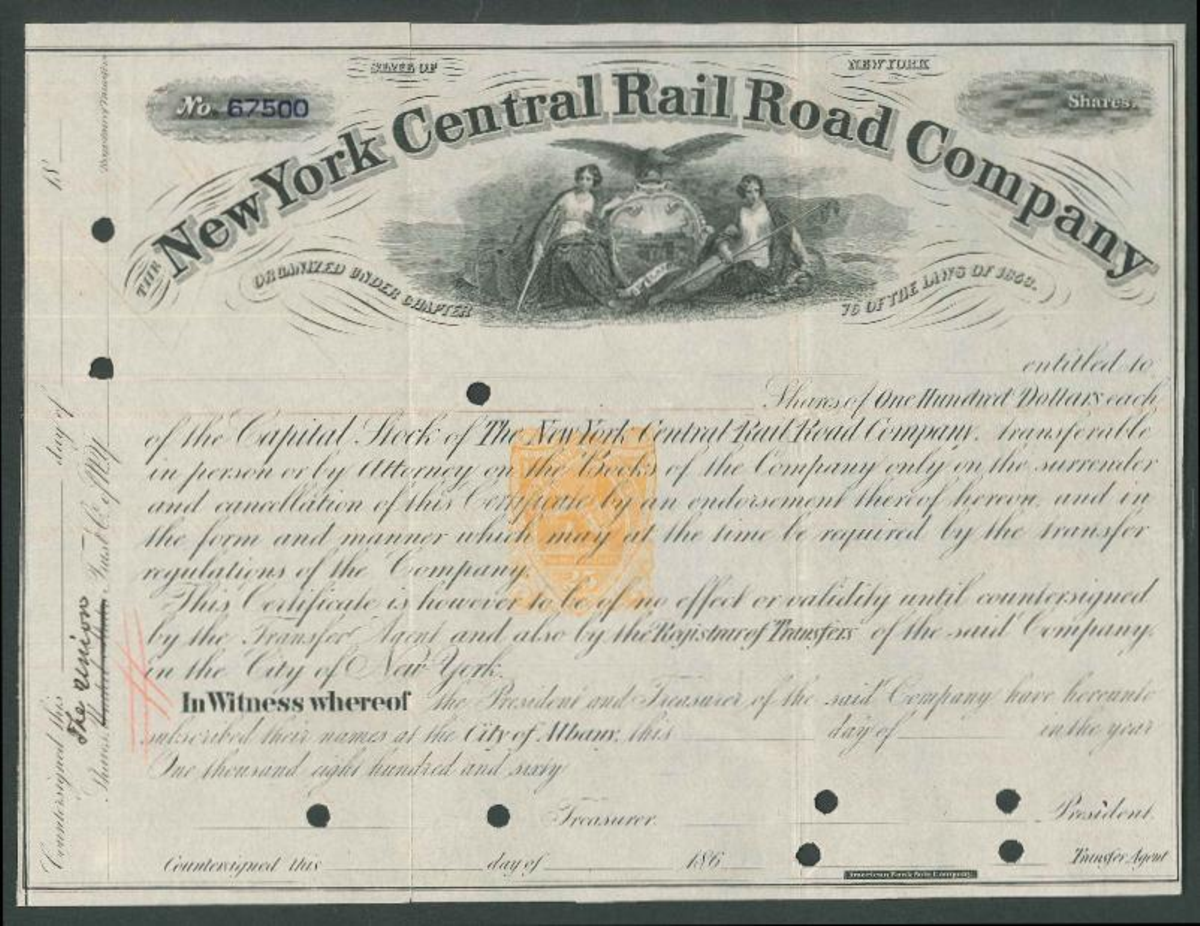 STATE OF NEW YORK
No. 67500
Shares.
THE New York Central Rail Road Company
ORGANIZED UNDER CHAPTER 76 OF THE LAWS OF 1853.
entitled to
Shares of One Hundred Dollars each
of the Capital Stock of The New York Central Rail Road Company, transferable
in person or by Attorney on the Books of the Company only on the surrender
and cancellation of this Certificate by an endorsement thereof hereon, and in
the form and manner which may at the time be required by the transfer
regulations of the Company.
This Certificate is however to be of no effect or validity until countersigned
by the Transfer Agent and also by the Registrar of Transfers of the said Company,
in the City of New York.
In Witness whereof the President and Treasurer of the said Company have hereunto
subscribed their names at the City of Albany, this day of in the year
One thousand eight hundred and sixty
Treasurer. President.
Countersigned this day of 186 Transfer Agent
American Bank Note Company.
Countersigned this day of 18
The Union
Trust Co. of N.Y.